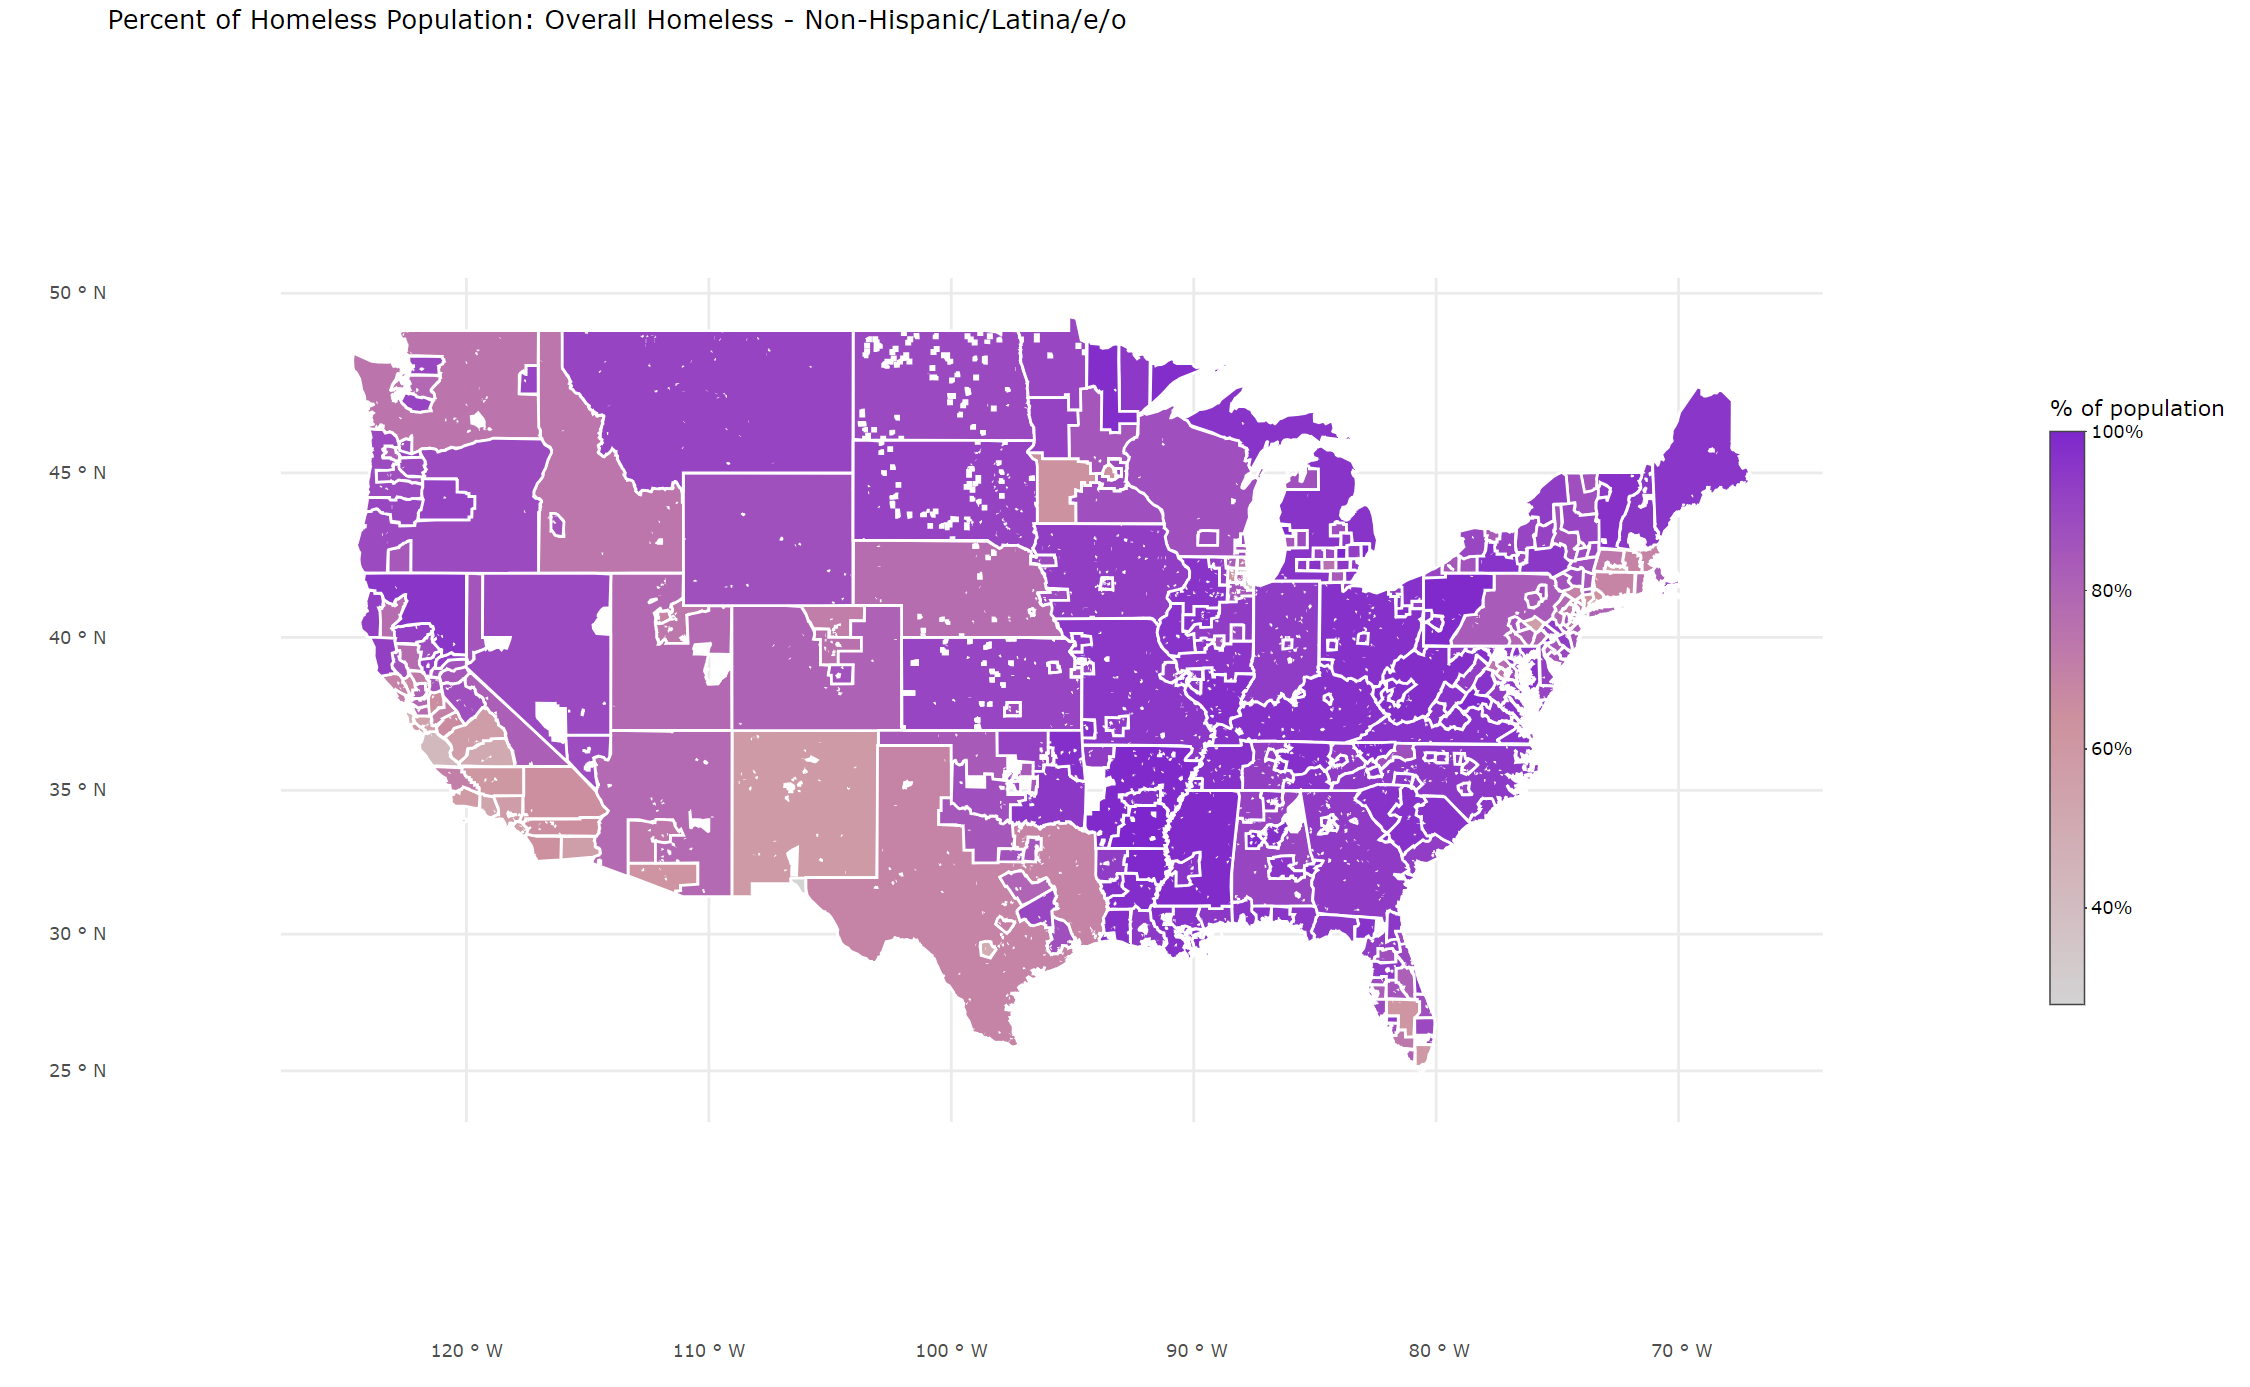 Percent of Homeless Population: Overall Homeless - Non-Hispanic/Latina/e/o
50 ° N
45 ° N
40 ° N
35 ° N
30 ° N
25 ° N
120 ° W
110 ° W
100 ° W
90 ° W
80 ° W
70 ° W
% of population
100%
80%
60%
40%